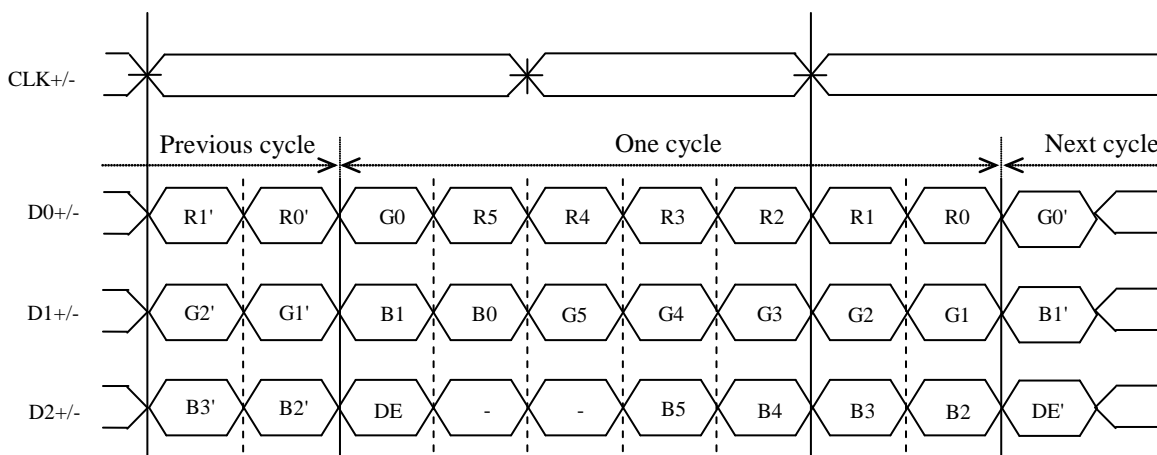 CLK+/-
Previous cycle One cycle Next cycle
D0+/- R1' R0' G0 R5 R4 R3 R2 R1 R0 G0'
D1+/- G2' G1' B1 B0 G5 G4 G3 G2 G1 B1'
D2+/- B3' B2' DE - - B5 B4 B3 B2 DE'